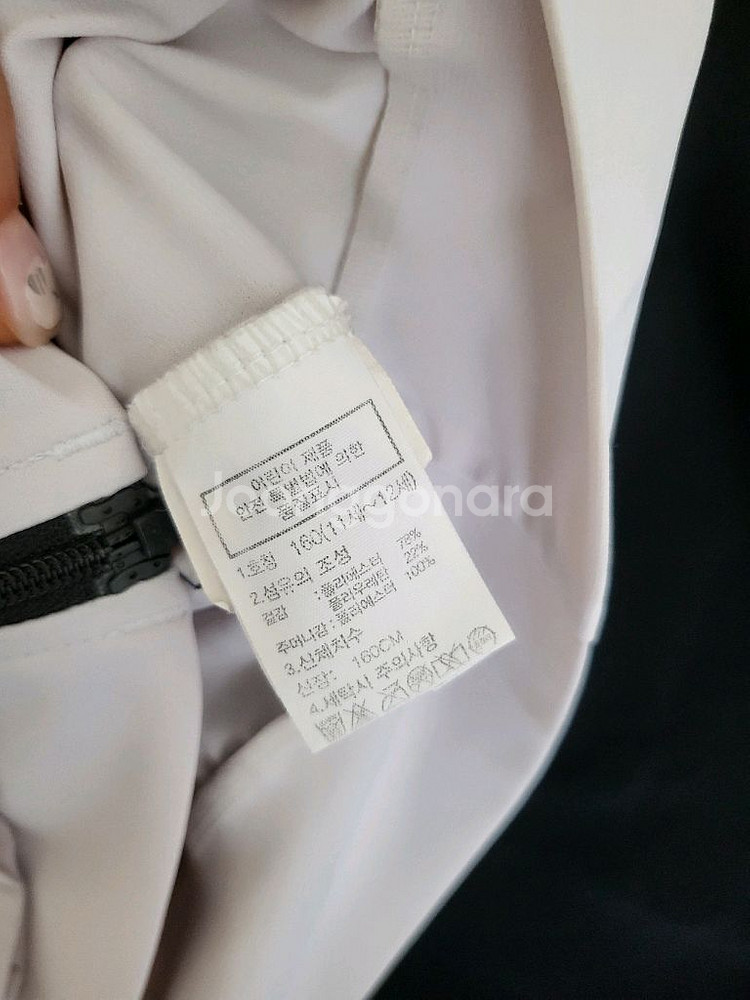 어린이 제품
안전 특별법에 의한
품질표시
Joonggonara
1.호칭 160(11세~12세)
2.섬유의 조성
겉감 :폴리에스터 78%
폴리우레탄 22%
주머니감:폴리에스터 100%
3.신체치수
신장: 160CM
4.세탁시 주의사항